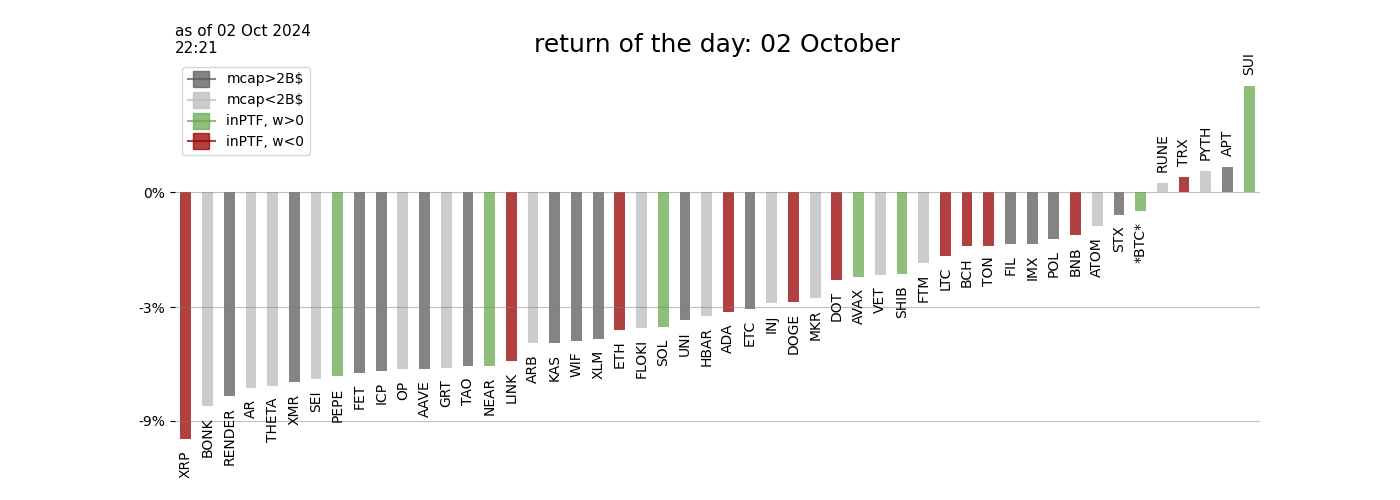 as of 02 Oct 2024
22:21
return of the day: 02 October
mcap>2B$
mcap<2B$
inPTF, w>0
inPTF, w<0
0%
-3%
-9%
XRP
BONK
RENDER
AR
THETA
XMR
SEI
PEPE
FET
ICP
OP
AAVE
GRT
TAO
NEAR
LINK
ARB
KAS
WIF
XLM
ETH
FLOKI
SOL
UNI
HBAR
ADA
ETC
INJ
DOGE
MKR
DOT
AVAX
VET
SHIB
FTM
LTC
BCH
TON
FIL
IMX
POL
BNB
ATOM
STX
*BTC*
RUNE
TRX
PYTH
APT
SUI